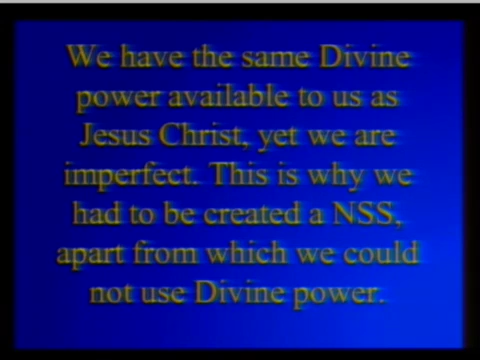 We have the same Divine
power available to us as
Jesus Christ, yet we are
imperfect. This is why we
had to be created a NSS,
apart from which we could
not use Divine power.